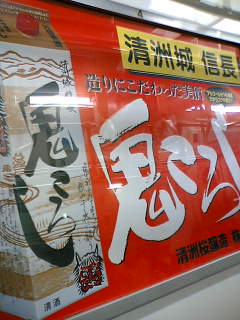 清洲城 信長
造りにこだわった美酒
鬼ころ
清洲桜醸造 株
鬼ころし
清酒